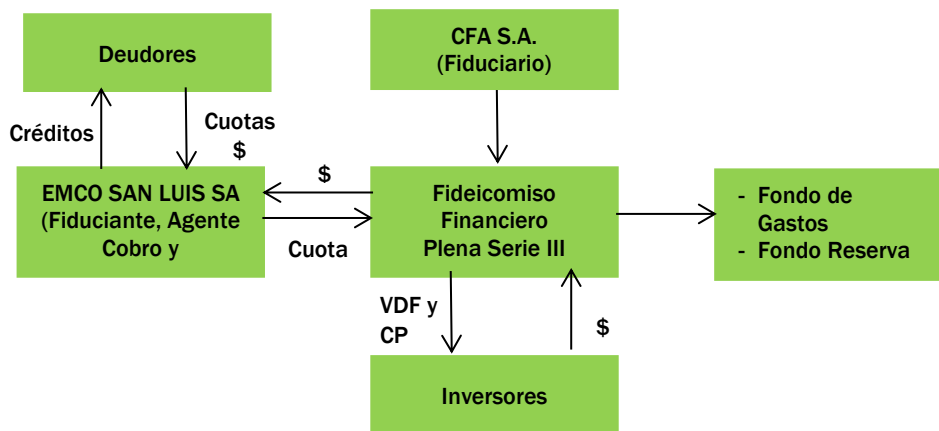 Deudores
CFA S.A.
(Fiduciario)
Créditos
Cuotas
$
EMCO SAN LUIS SA
(Fiduciante, Agente
Cobro y
$
Cuota
Fideicomiso
Financiero
Plena Serie III
- Fondo de
Gastos
- Fondo Reserva
VDF y
CP
$
Inversores